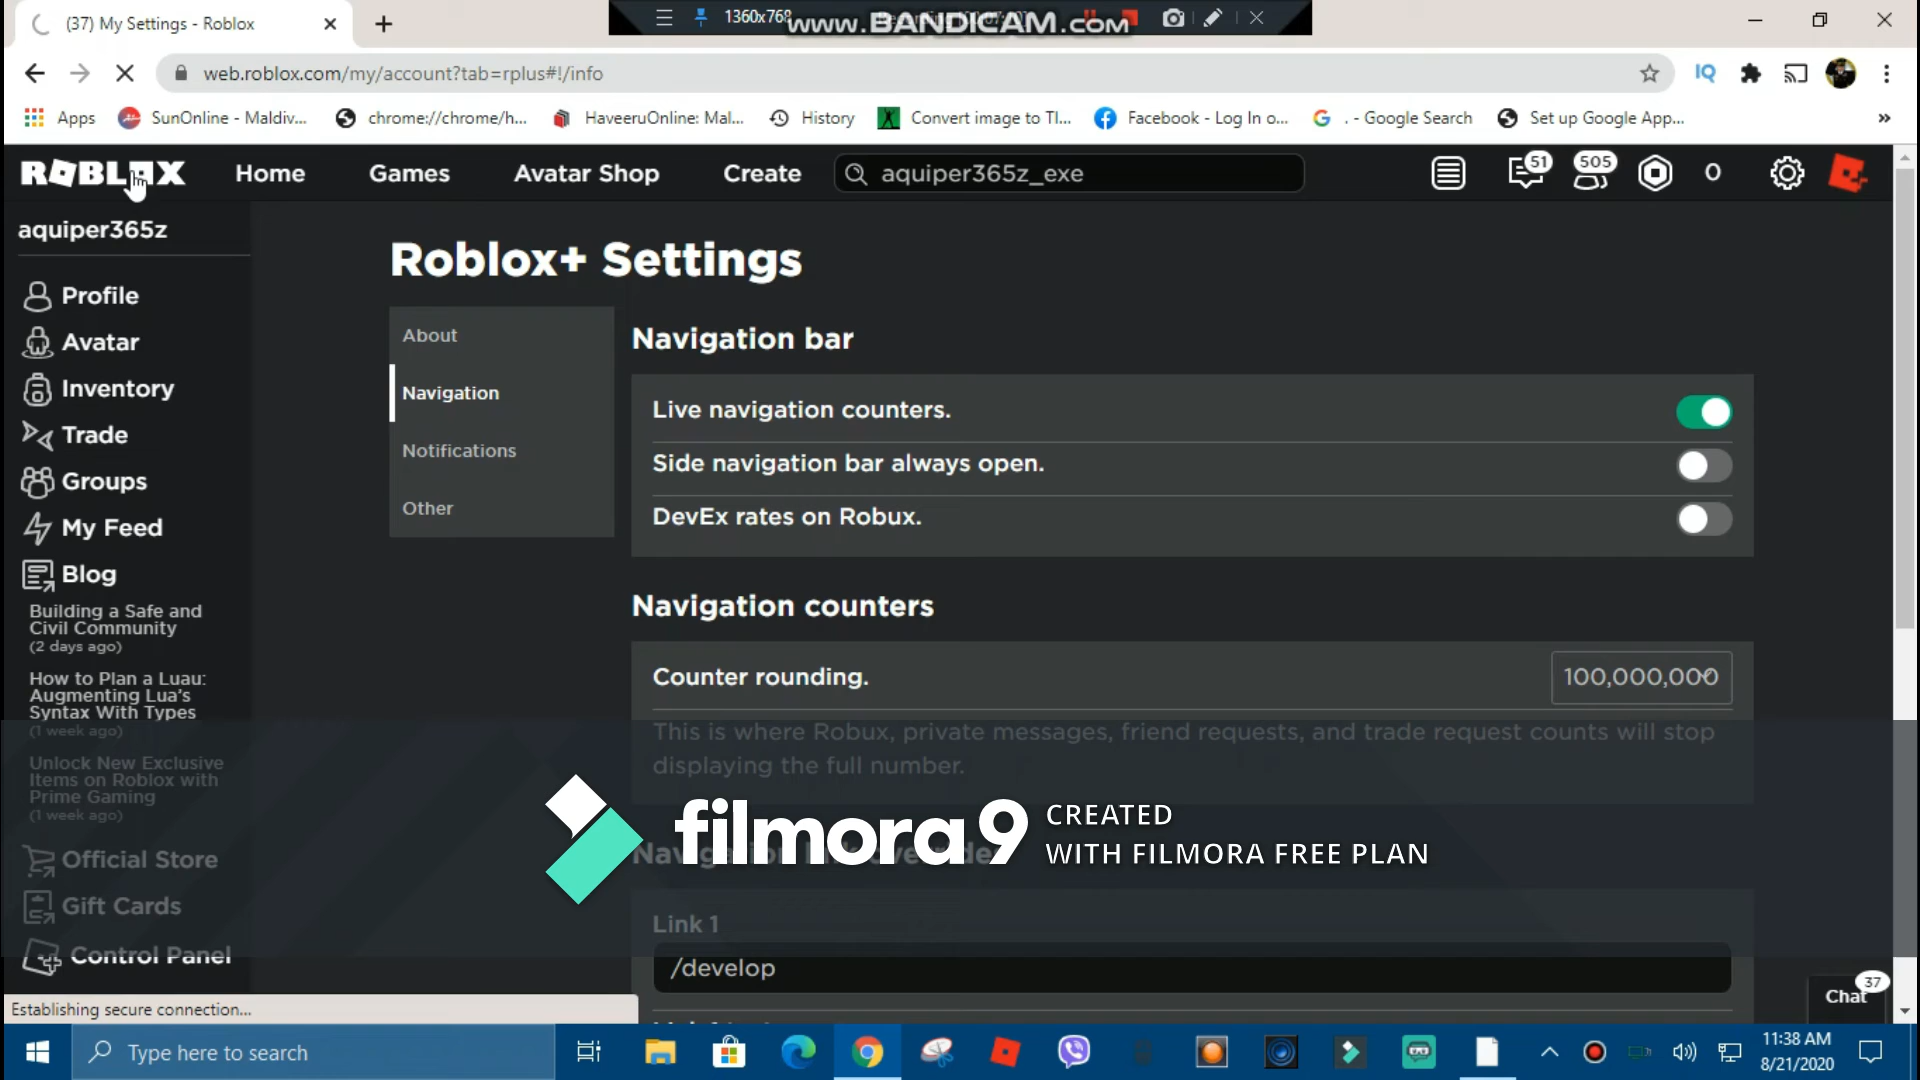 (37) My Settings - Roblox
1360x768
www.BANDICAM.com
web.roblox.com/my/account?tab=rplus#!/info
IQ
Apps
SunOnline - Maldiv...
chrome://chrome/h...
HaveeruOnline: Mal...
History
Convert image to TI...
Facebook - Log In o...
. - Google Search
Set up Google App...
»
ROBLOX
Home
Games
Avatar Shop
Create
aquiper365z_exe
51
505
0
aquiper365z
Profile
Avatar
Inventory
Trade
Groups
My Feed
Blog
Building a Safe and
Civil Community
(2 days ago)
How to Plan a Luau:
Augmenting Lua's
Syntax With Types
(1 week ago)
Unlock New Exclusive
Items on Roblox with
Prime Gaming
(1 week ago)
Official Store
Gift Cards
Control Panel
Roblox+ Settings
About
Navigation
Notifications
Other
Navigation bar
Live navigation counters.
Side navigation bar always open.
DevEx rates on Robux.
Navigation counters
Counter rounding.
100,000,000
This is where Robux, private messages, friend requests, and trade request counts will stop
displaying the full number.
filmora9
CREATED
WITH FILMORA FREE PLAN
Link 1
/develop
Chat
37
Establishing secure connection...
Type here to search
11:38 AM
8/21/2020